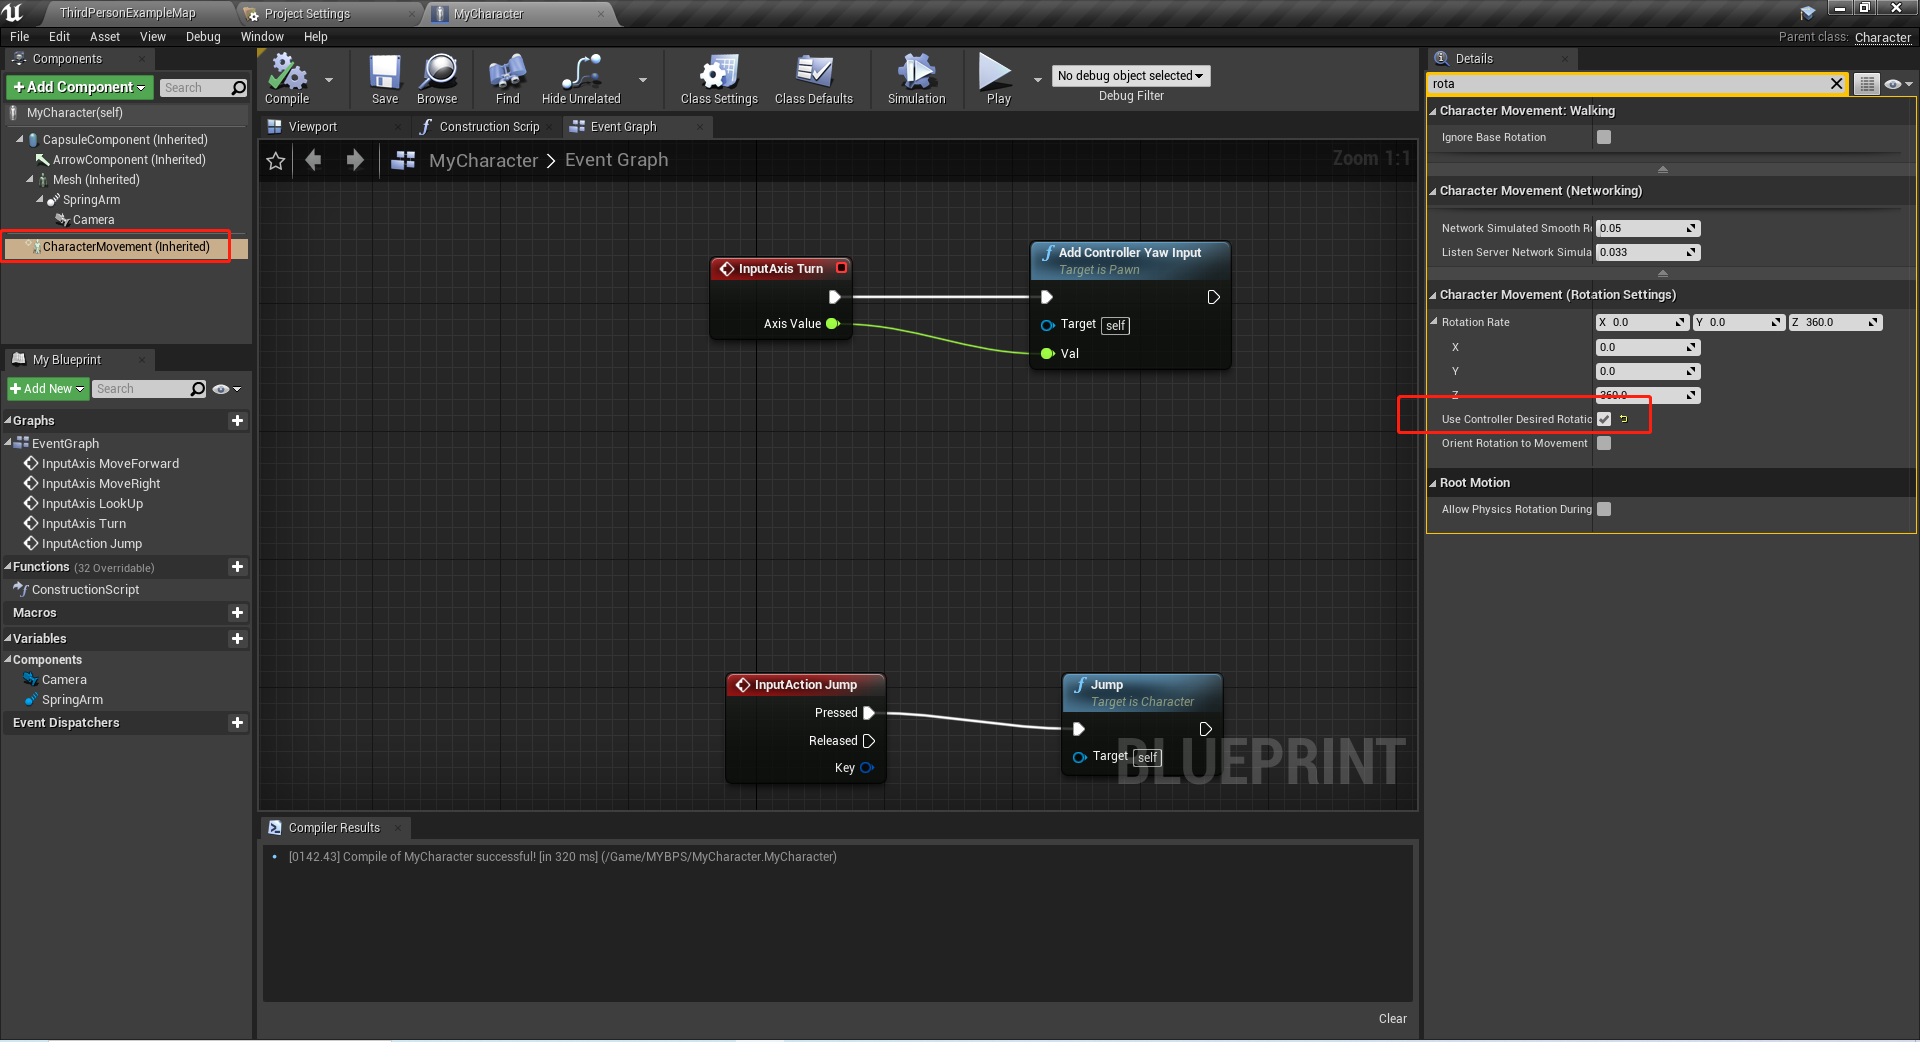 ThirdPersonExampleMap
Project Settings
MyCharacter
File Edit Asset View Debug Window Help
Parent class: Character
Components
Add Component
Search
MyCharacter(self)
CapsuleComponent (Inherited)
ArrowComponent (Inherited)
Mesh (Inherited)
SpringArm
Camera
CharacterMovement (Inherited)
My Blueprint
Add New
Search
Graphs
EventGraph
InputAxis MoveForward
InputAxis MoveRight
InputAxis LookUp
InputAxis Turn
InputAction Jump
Functions (32 Overridable)
ConstructionScript
Macros
Variables
Components
Camera
SpringArm
Event Dispatchers
Compile
Save
Browse
Find
Hide Unrelated
Class Settings
Class Defaults
Simulation
Play
No debug object selected
Debug Filter
Viewport
Construction Scrip
Event Graph
MyCharacter > Event Graph
Zoom 1:1
InputAxis Turn
Axis Value
Add Controller Yaw Input
Target is Pawn
Target self
Val
InputAction Jump
Pressed
Released
Key
Jump
Target is Character
Target self
BLUEPRINT
Compiler Results
[0142.43] Compile of MyCharacter successful! [in 320 ms] (/Game/MYBPS/MyCharacter.MyCharacter)
Clear
Details
rota
Character Movement: Walking
Ignore Base Rotation
Character Movement (Networking)
Network Simulated Smooth R 0.05
Listen Server Network Simula 0.033
Character Movement (Rotation Settings)
Rotation Rate X 0.0 Y 0.0 Z 360.0
X 0.0
Y 0.0
Z 360.0
Use Controller Desired Rotatio
Orient Rotation to Movement
Root Motion
Allow Physics Rotation During